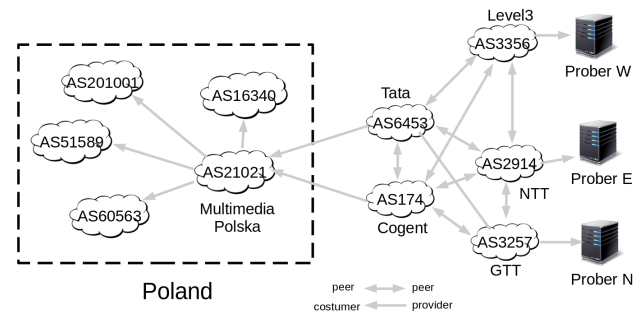 Level3
AS3356
Prober W
AS201001
AS16340
Tata
AS6453
AS51589
AS21021
AS2914
Prober E
NTT
AS60563
Multimedia
Polska
AS174
Cogent
AS3257
GTT
Prober N
Poland
peer peer
costumer provider